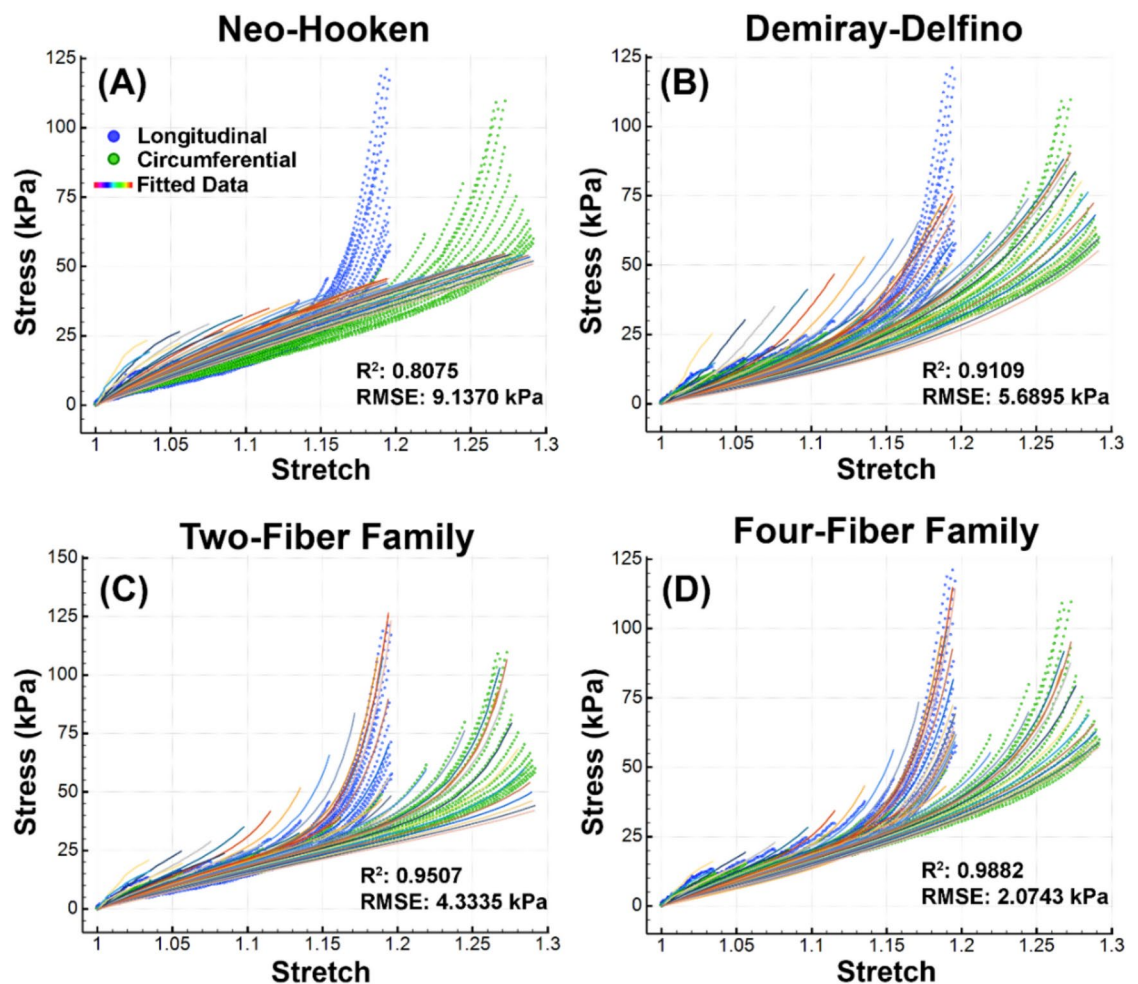 Neo-Hooken
(A)
125
100
75
50
25
0
Stress (kPa)
Longitudinal
Circumferential
Fitted Data
R²: 0.8075
RMSE: 9.1370 kPa
1 1.05 1.1 1.15 1.2 1.25 1.3
Stretch
Demiray-Delfino
(B)
125
100
75
50
25
0
Stress (kPa)
R²: 0.9109
RMSE: 5.6895 kPa
1 1.05 1.1 1.15 1.2 1.25 1.3
Stretch
Two-Fiber Family
(C)
150
125
100
75
50
25
0
Stress (kPa)
R²: 0.9507
RMSE: 4.3335 kPa
1 1.05 1.1 1.15 1.2 1.25 1.3
Stretch
Four-Fiber Family
(D)
125
100
75
50
25
0
Stress (kPa)
R²: 0.9882
RMSE: 2.0743 kPa
1 1.05 1.1 1.15 1.2 1.25 1.3
Stretch